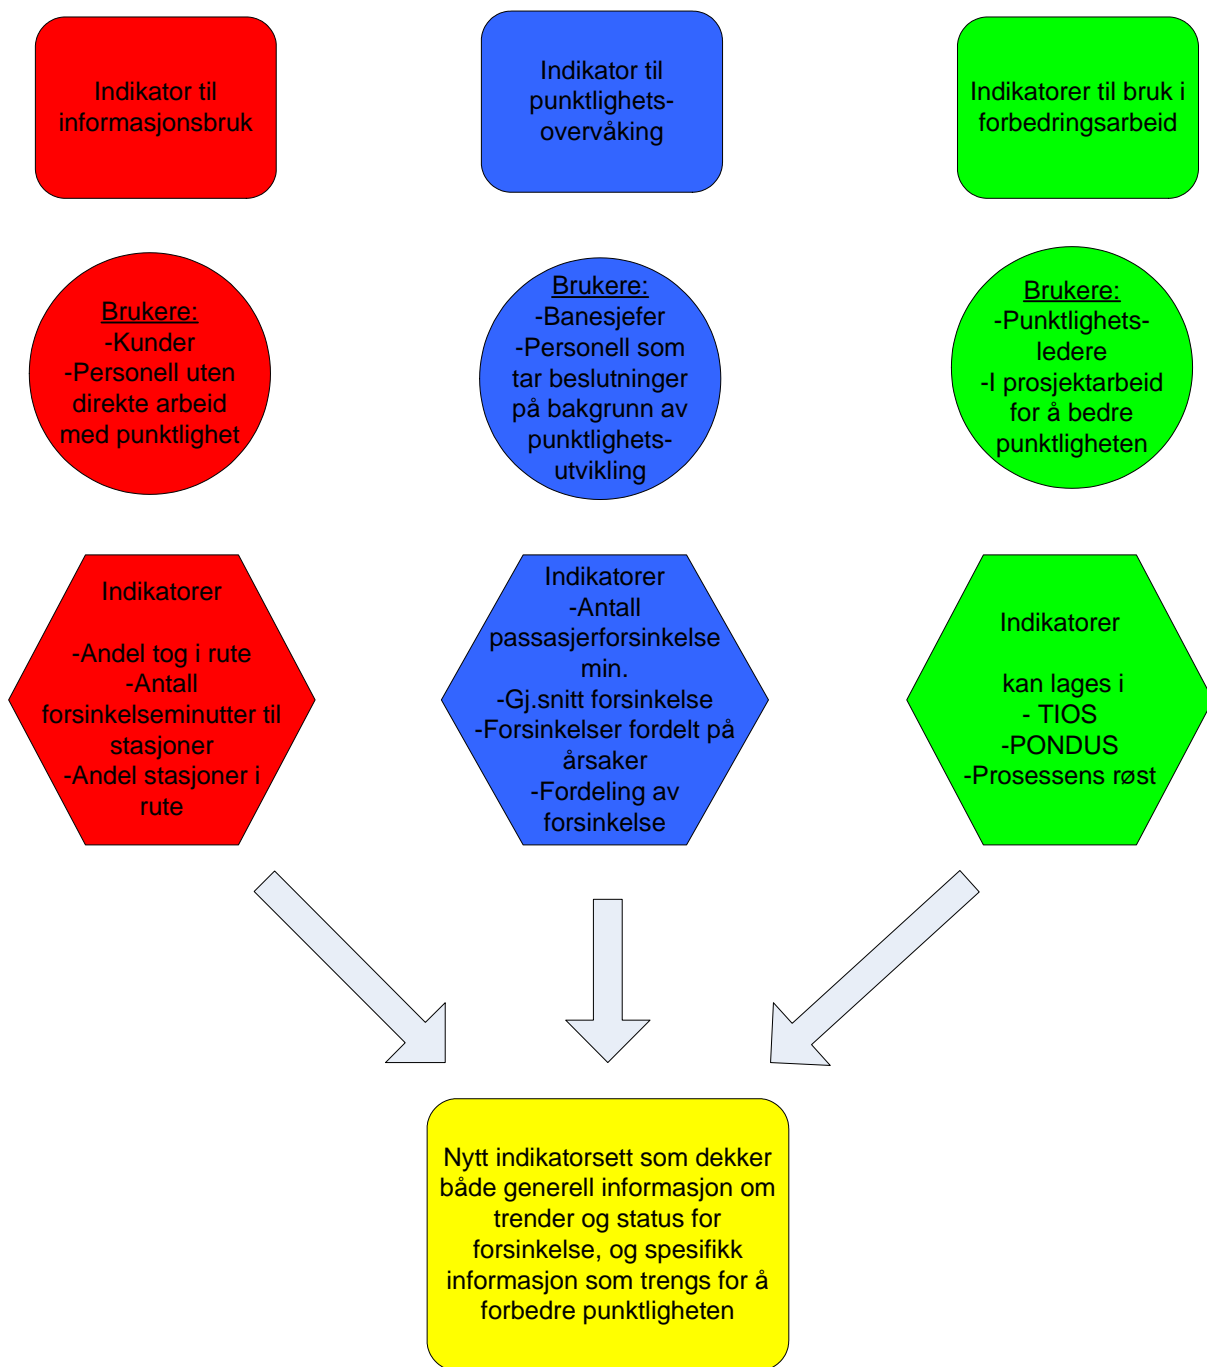 Indikator til
informasjonsbruk
Indikator til
punktlighets-
overvåking
Indikatorer til bruk i
forbedringsarbeid
Brukere:
-Kunder
-Personell uten
direkte arbeid
med punktlighet
Brukere:
-Banesjefer
-Personell som
tar beslutninger
på bakgrunn av
punktlighets-
utvikling
Brukere:
-Punktlighets-
ledere
-I prosjektarbeid
for å bedre
punktligheten
Indikatorer
-Andel tog i rute
-Antall
forsinkelseminutter til
stasjoner
-Andel stasjoner i
rute
Indikatorer
-Antall
passasjerforsinkelse
min.
-Gj.snitt forsinkelse
-Forsinkelser fordelt på
årsaker
-Fordeling av
forsinkelse
Indikatorer
kan lages i
- TIOS
-PONDUS
-Prosessens røst
Nytt indikatorsett som dekker
både generell informasjon om
trender og status for
forsinkelse, og spesifikk
informasjon som trengs for å
forbedre punktligheten